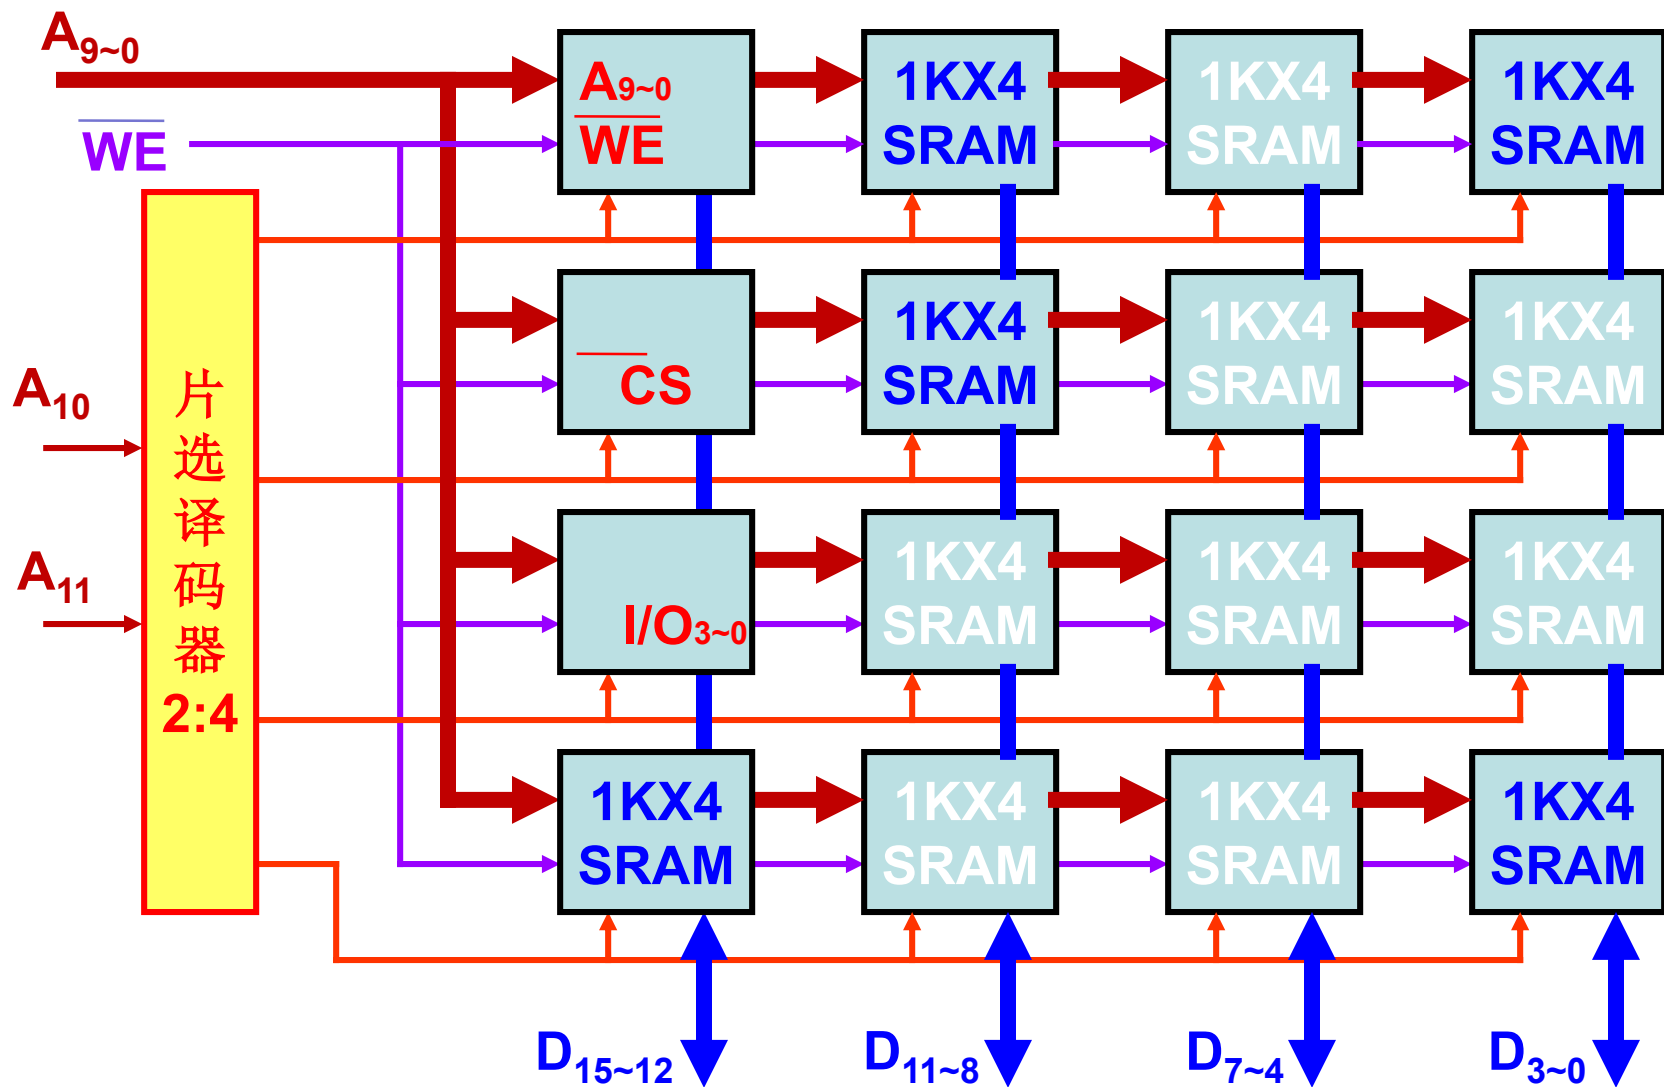 A9~0
WE
A9~0
WE
1KX4
SRAM
1KX4
SRAM
1KX4
SRAM
A10
A11
片
选
译
码
器
2:4
CS
1KX4
SRAM
1KX4
SRAM
1KX4
SRAM
I/O3~0
1KX4
SRAM
1KX4
SRAM
1KX4
SRAM
1KX4
SRAM
1KX4
SRAM
1KX4
SRAM
1KX4
SRAM
D15~12
D11~8
D7~4
D3~0